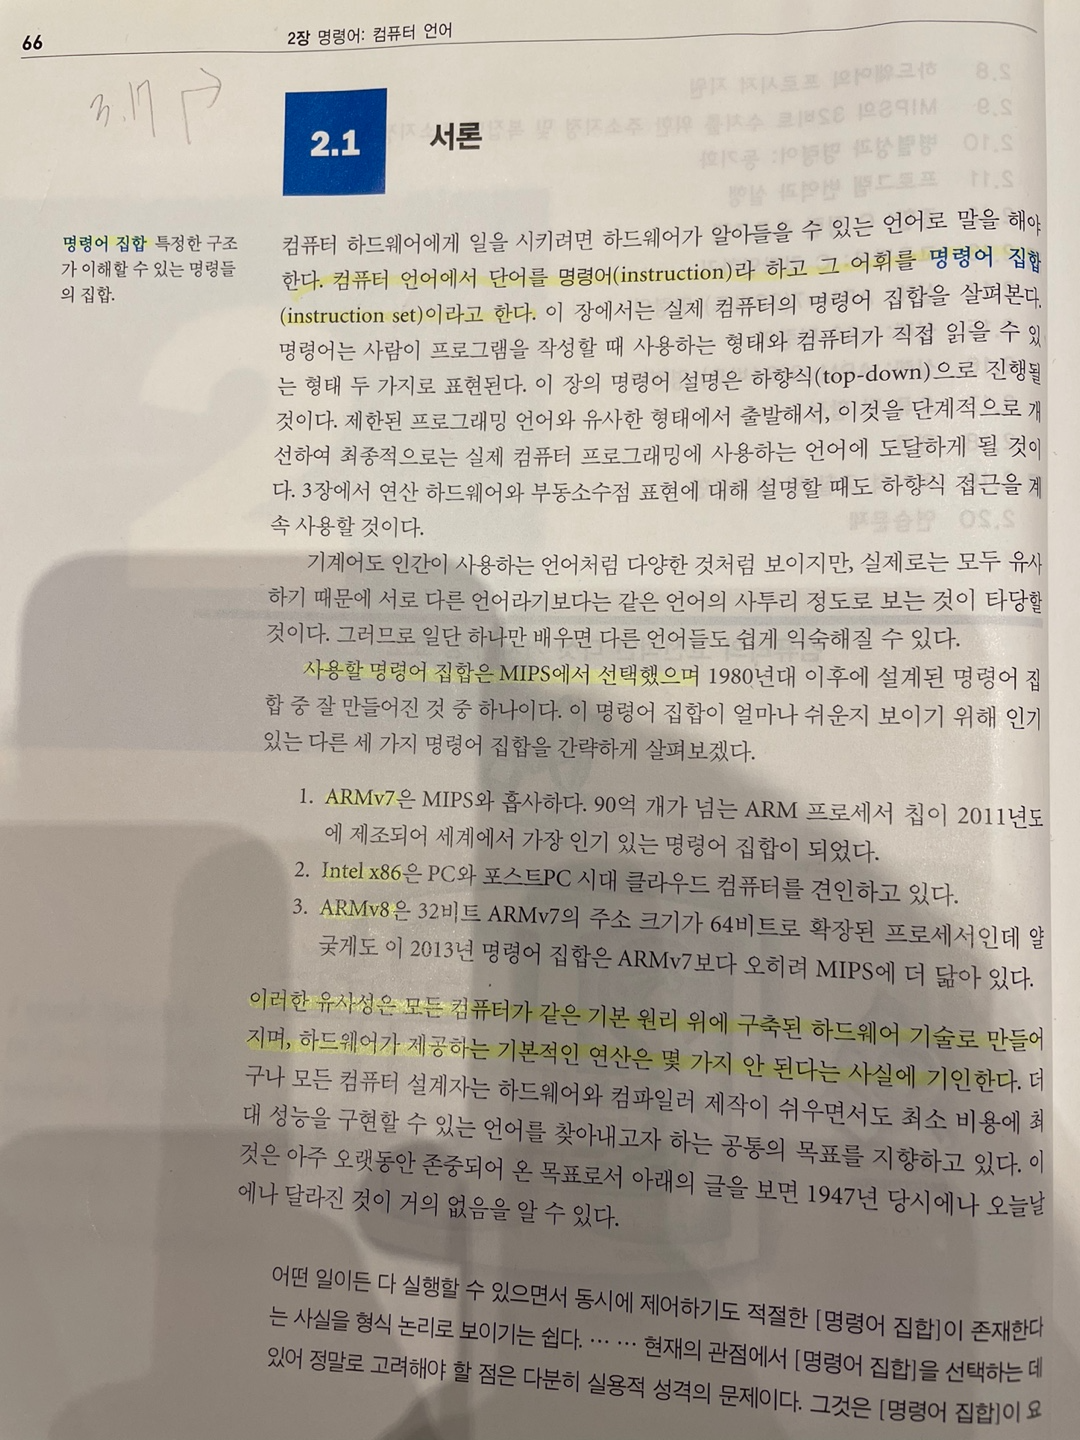 66
2장 명령어: 컴퓨터 언어
3.17
2.1 서론
명령어 집합 특정한 구조
가 이해할 수 있는 명령들
의 집합.
컴퓨터 하드웨어에게 일을 시키려면 하드웨어가 알아들을 수 있는 언어로 말을 해야
한다. 컴퓨터 언어에서 단어를 명령어(instruction)라 하고 그 어휘를 명령어 집합
(instruction set)이라고 한다. 이 장에서는 실제 컴퓨터의 명령어 집합을 살펴본다.
명령어는 사람이 프로그램을 작성할 때 사용하는 형태와 컴퓨터가 직접 읽을 수 있
는 형태 두 가지로 표현된다. 이 장의 명령어 설명은 하향식(top-down)으로 진행될
것이다. 제한된 프로그래밍 언어와 유사한 형태에서 출발해서, 이것을 단계적으로 개
선하여 최종적으로는 실제 컴퓨터 프로그래밍에 사용하는 언어에 도달하게 될 것이
다. 3장에서 연산 하드웨어와 부동소수점 표현에 대해 설명할 때도 하향식 접근을 계
속 사용할 것이다.
기계어도 인간이 사용하는 언어처럼 다양한 것처럼 보이지만, 실제로는 모두 유사
하기 때문에 서로 다른 언어라기보다는 같은 언어의 사투리 정도로 보는 것이 타당할
것이다. 그러므로 일단 하나만 배우면 다른 언어들도 쉽게 익숙해질 수 있다.
사용할 명령어 집합은 MIPS에서 선택했으며 1980년대 이후에 설계된 명령어 집
합 중 잘 만들어진 것 중 하나이다. 이 명령어 집합이 얼마나 쉬운지 보이기 위해 인기
있는 다른 세 가지 명령어 집합을 간략하게 살펴보겠다.
1. ARMv7은 MIPS와 흡사하다. 90억 개가 넘는 ARM 프로세서 칩이 2011년도
에 제조되어 세계에서 가장 인기 있는 명령어 집합이 되었다.
2. Intel x86은 PC와 포스트PC 시대 클라우드 컴퓨터를 견인하고 있다.
3. ARMv8은 32비트 ARMv7의 주소 크기가 64비트로 확장된 프로세서인데 얄
궂게도 이 2013년 명령어 집합은 ARMv7보다 오히려 MIPS에 더 닮아 있다.
이러한 유사성은 모든 컴퓨터가 같은 기본 원리 위에 구축된 하드웨어 기술로 만들어
지며, 하드웨어가 제공하는 기본적인 연산은 몇 가지 안 된다는 사실에 기인한다. 더
구나 모든 컴퓨터 설계자는 하드웨어와 컴파일러 제작이 쉬우면서도 최소 비용에 최
대 성능을 구현할 수 있는 언어를 찾아내고자 하는 공통의 목표를 지향하고 있다. 이
것은 아주 오랫동안 존중되어 온 목표로서 아래의 글을 보면 1947년 당시에나 오늘날
에나 달라진 것이 거의 없음을 알 수 있다.
어떤 일이든 다 실행할 수 있으면서 동시에 제어하기도 적절한 [명령어 집합]이 존재한다
는 사실을 형식 논리로 보이기는 쉽다. …… 현재의 관점에서 [명령어 집합]을 선택하는 데
있어 정말로 고려해야 할 점은 다분히 실용적 성격의 문제이다. 그것은 [명령어 집합]이 요